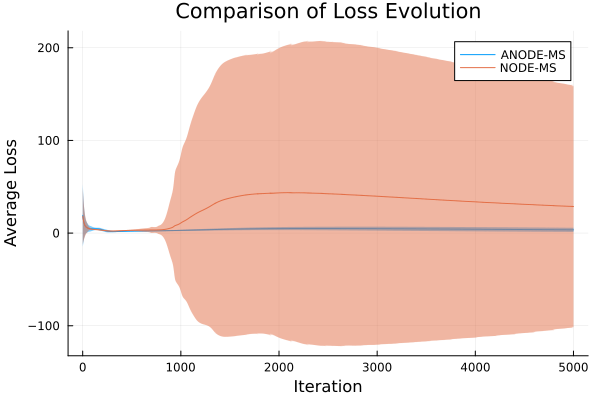 Comparison of Loss Evolution
Average Loss
200
100
0
−100
ANODE-MS
NODE-MS
0 1000 2000 3000 4000 5000
Iteration